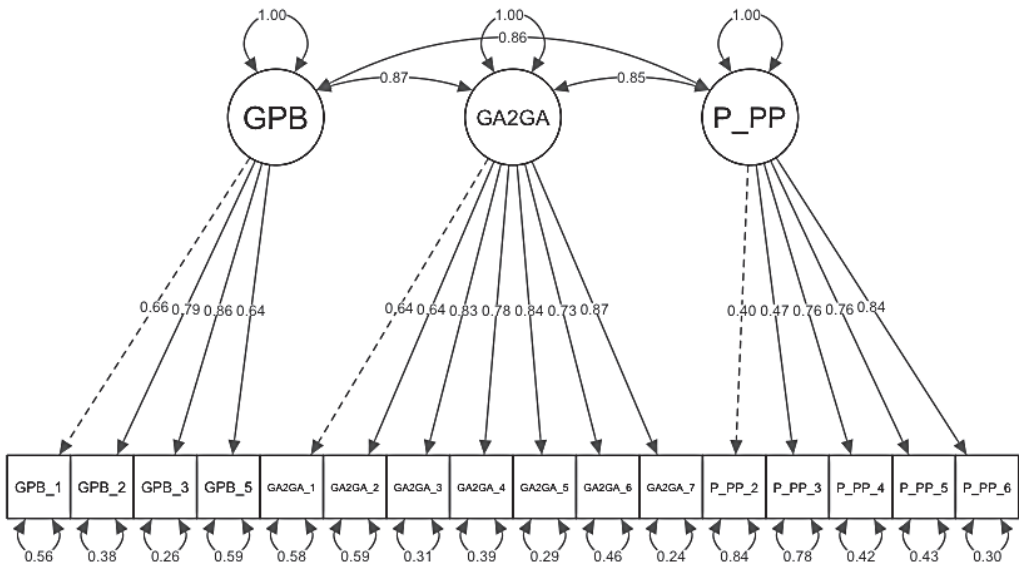 1.00 1.00 1.00
0.86
0.87 0.85
GPB GA2GA P_PP
0.66 0.79 0.86 0.64 0.64 0.64 0.83 0.78 0.84 0.73 0.87 0.40 0.47 0.76 0.76 0.84
GPB_1 GPB_2 GPB_3 GPB_5 GA2GA_1 GA2GA_2 GA2GA_3 GA2GA_4 GA2GA_5 GA2GA_6 GA2GA_7 P_PP_2 P_PP_3 P_PP_4 P_PP_5 P_PP_6
0.56 0.38 0.26 0.59 0.58 0.59 0.31 0.39 0.29 0.46 0.24 0.84 0.78 0.42 0.43 0.30